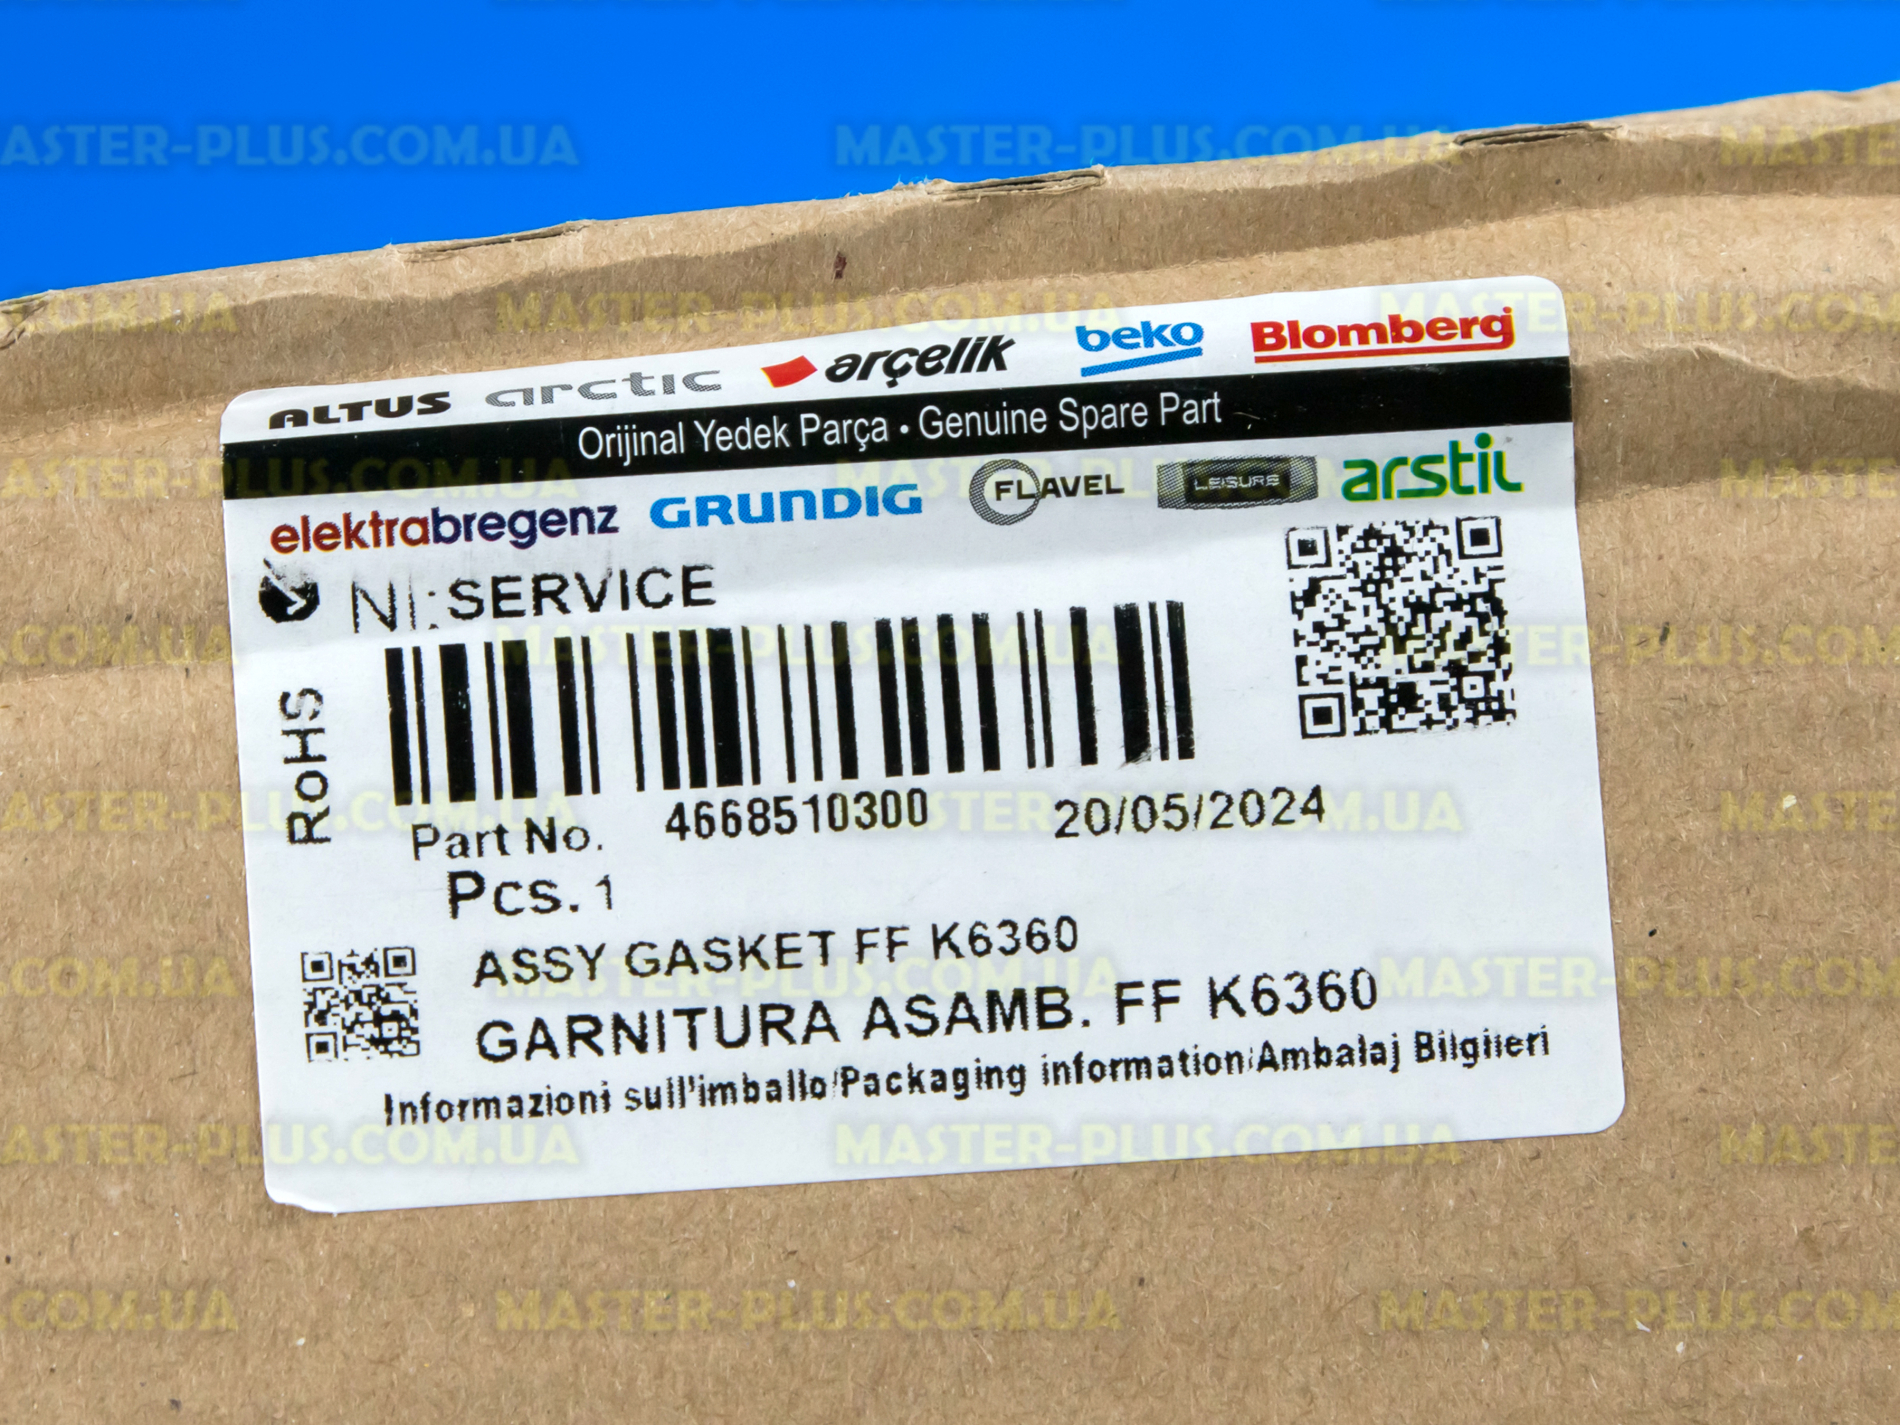 ALTUS arctic arçelik beko Blomberg
Orijinal Yedek Parça • Genuine Spare Part
elektrabregenz GRUNDIG FLAVEL LEISURE arstil
SERVICE
RoHS
Part No. 4668510300 20/05/2024
Pcs. 1
ASSY GASKET FF K6360
GARNITURA ASAMB. FF K6360
Informazioni sull'imballo/Packaging information/Ambalaj Bilgileri
MASTER-PLUS.COM.UA